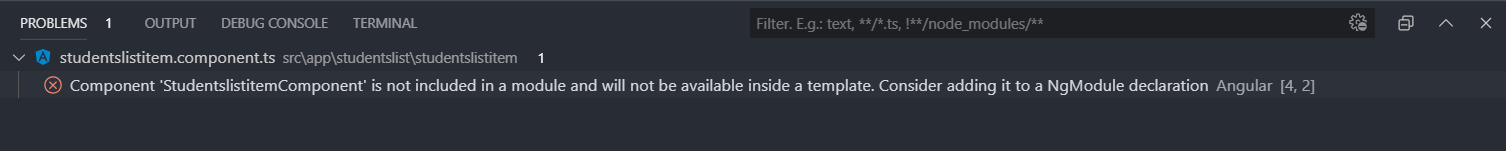 PROBLEMS 1 OUTPUT DEBUG CONSOLE TERMINAL Filter. E.g.: text, **/*.ts, !**/node_modules/**
studentslistitem.component.ts src\app\studentslist\studentslistitem 1
Component 'StudentslistitemComponent' is not included in a module and will not be available inside a template. Consider adding it to a NgModule declaration Angular [4, 2]